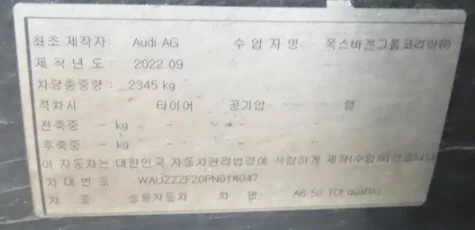 최초 제작자: Audi AG 수 입 자 명: 폭스바겐그룹코리아㈜
제 작 년 도 : 2022 09
차량총중량 : 2345 kg
적차시 타이어 공기압 휠
전축중 - kg - - -
후축중 - kg - - -
이 자동차는 대한민국 자동차관리법령에 적합하게 제작(수입)되었습니다
차 대 번 호 WAUZZZF20PN014047
차 종 승용자동차 차 명: A6 50 TDI quattro